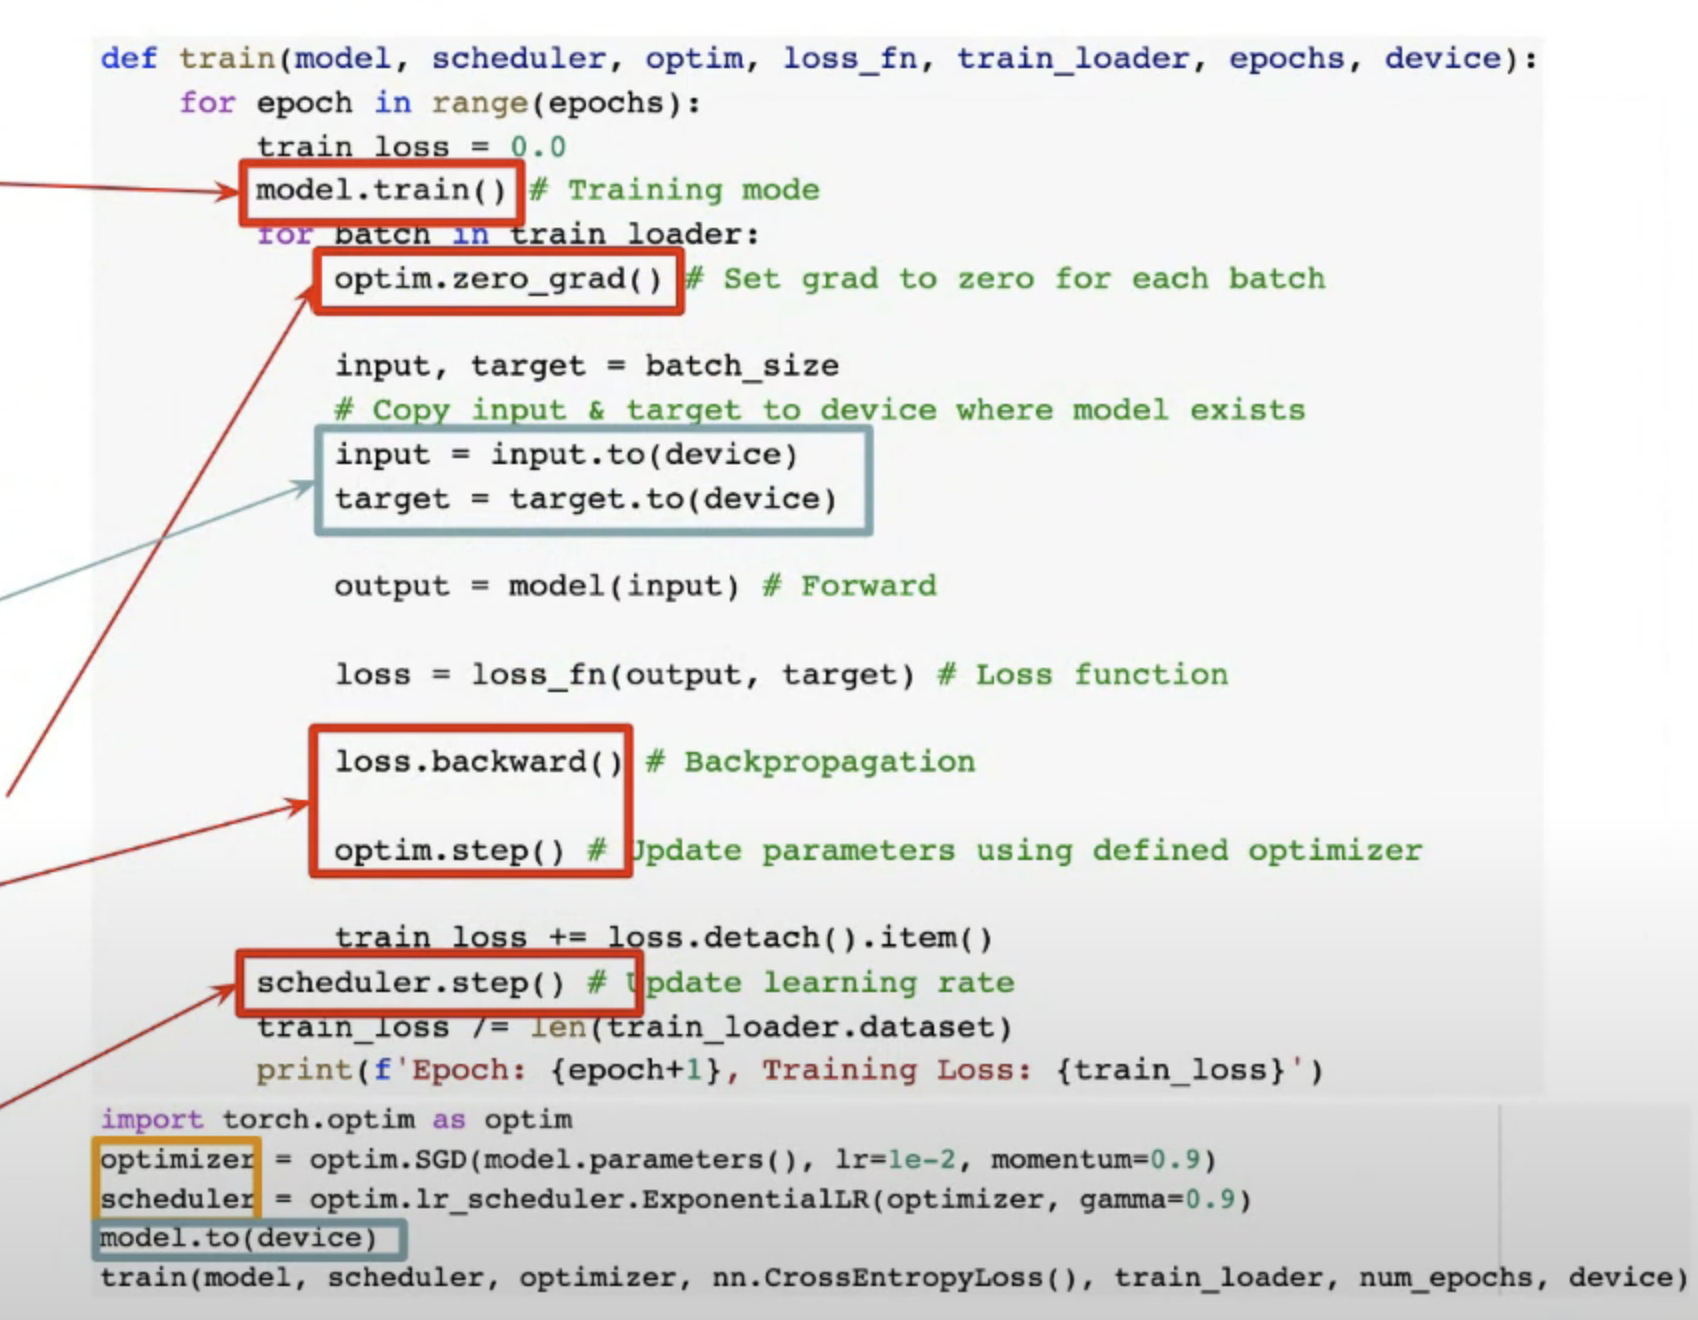 def train(model, scheduler, optim, loss_fn, train_loader, epochs, device):
    for epoch in range(epochs):
        train_loss = 0.0
        model.train() # Training mode
        for batch in train_loader:
            optim.zero_grad() # Set grad to zero for each batch
            input, target = batch_size
            # Copy input & target to device where model exists
            input = input.to(device)
            target = target.to(device)
            output = model(input) # Forward
            loss = loss_fn(output, target) # Loss function
            loss.backward() # Backpropagation
            optim.step() # Update parameters using defined optimizer
            train_loss += loss.detach().item()
        scheduler.step() # Update learning rate
        train_loss /= len(train_loader.dataset)
        print(f'Epoch: {epoch+1}, Training Loss: {train_loss}')
import torch.optim as optim
optimizer = optim.SGD(model.parameters(), lr=1e-2, momentum=0.9)
scheduler = optim.lr_scheduler.ExponentialLR(optimizer, gamma=0.9)
model.to(device)
train(model, scheduler, optimizer, nn.CrossEntropyLoss(), train_loader, num_epochs, device)